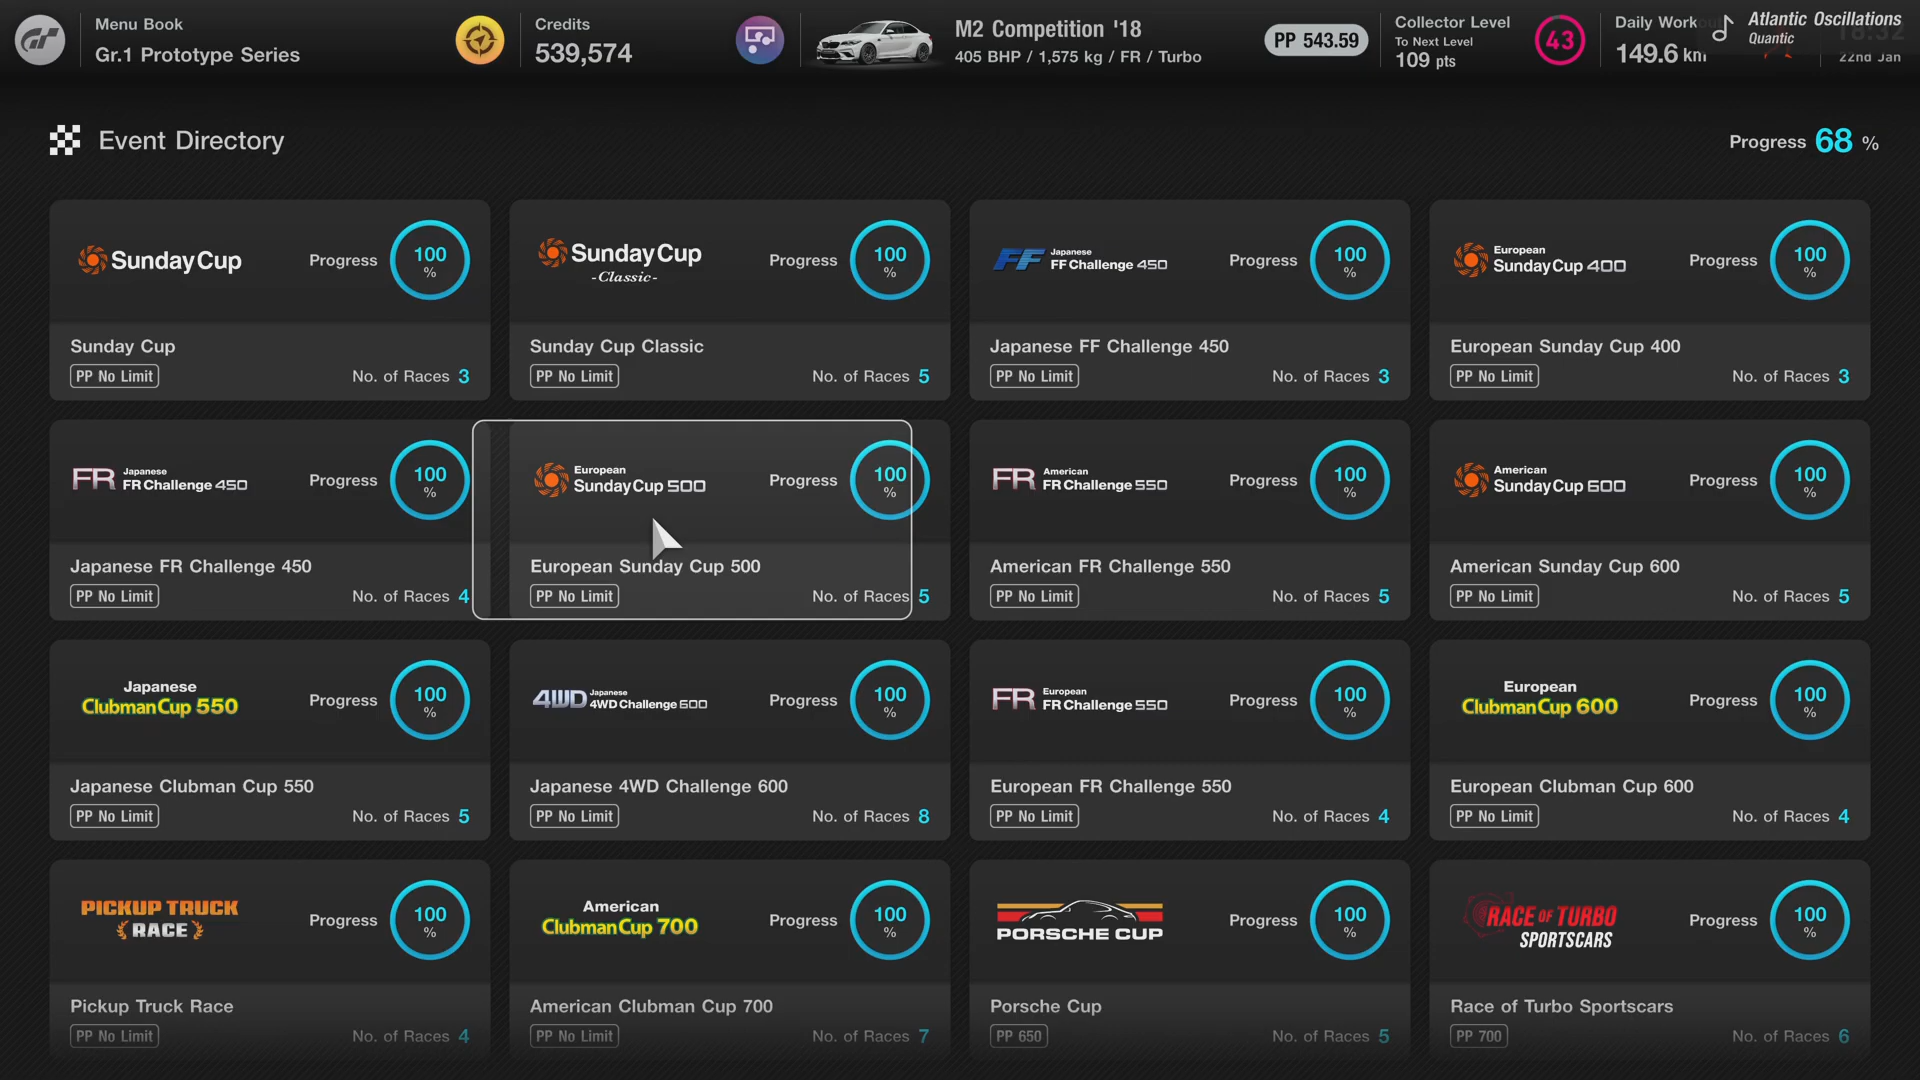 Menu Book
Gr.1 Prototype Series
Credits
539,574
M2 Competition '18
405 BHP / 1,575 kg / FR / Turbo
PP 543.59
Collector Level
To Next Level
109 pts
43
Daily Workout
149.6 km
Atlantic Oscillations
Quantic
18:32
22nd Jan
Event Directory
Progress 68 %
Sunday Cup
Progress
100
%
Sunday Cup
PP No Limit
No. of Races 3
Sunday Cup
-Classic-
Progress
100
%
Sunday Cup Classic
PP No Limit
No. of Races 5
FF Japanese
FF Challenge 450
Progress
100
%
Japanese FF Challenge 450
PP No Limit
No. of Races 3
European
Sunday Cup 400
Progress
100
%
European Sunday Cup 400
PP No Limit
No. of Races 3
FR Japanese
FR Challenge 450
Progress
100
%
Japanese FR Challenge 450
PP No Limit
No. of Races 4
European
Sunday Cup 500
Progress
100
%
European Sunday Cup 500
PP No Limit
No. of Races 5
FR American
FR Challenge 550
Progress
100
%
American FR Challenge 550
PP No Limit
No. of Races 5
American
Sunday Cup 600
Progress
100
%
American Sunday Cup 600
PP No Limit
No. of Races 5
Japanese
Clubman Cup 550
Progress
100
%
Japanese Clubman Cup 550
PP No Limit
No. of Races 5
4WD Japanese
4WD Challenge 600
Progress
100
%
Japanese 4WD Challenge 600
PP No Limit
No. of Races 8
FR European
FR Challenge 550
Progress
100
%
European FR Challenge 550
PP No Limit
No. of Races 4
European
Clubman Cup 600
Progress
100
%
European Clubman Cup 600
PP No Limit
No. of Races 4
PICKUP TRUCK
RACE
Progress
100
%
Pickup Truck Race
PP No Limit
No. of Races 4
American
Clubman Cup 700
Progress
100
%
American Clubman Cup 700
PP No Limit
No. of Races 7
PORSCHE CUP
Progress
100
%
Porsche Cup
PP 650
No. of Races 5
RACE OF TURBO
SPORTSCARS
Progress
100
%
Race of Turbo Sportscars
PP 700
No. of Races 6